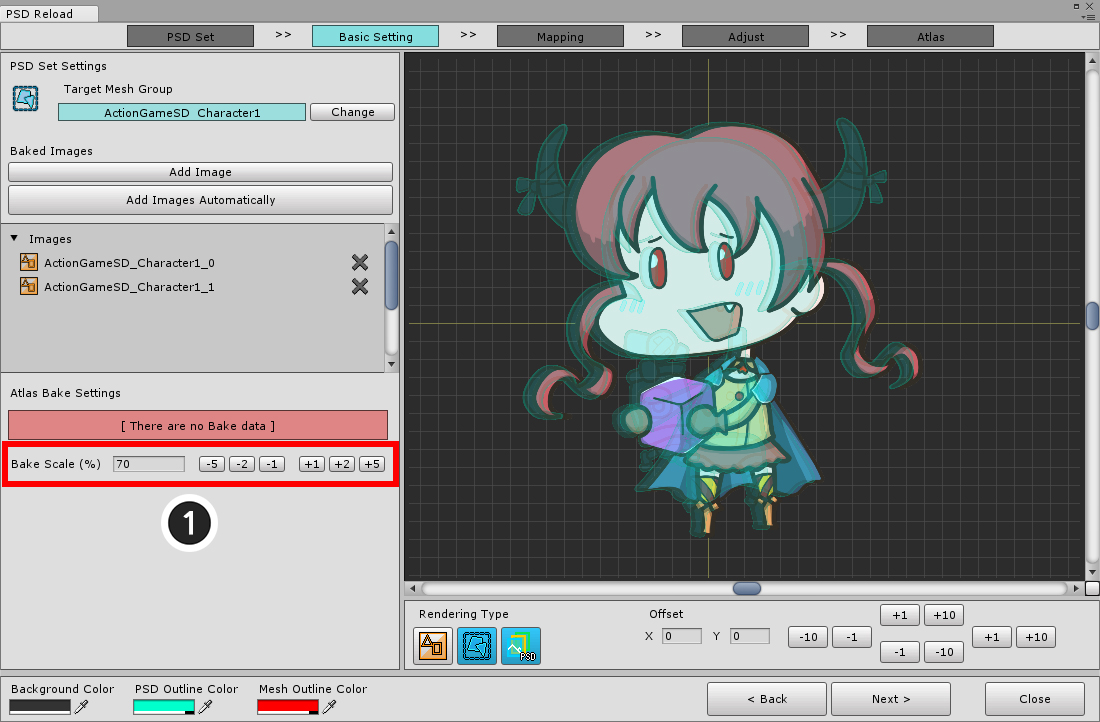 PSD Reload
PSD Set >> Basic Setting >> Mapping >> Adjust >> Atlas
PSD Set Settings
Target Mesh Group
ActionGameSD_Character1 Change
Baked Images
Add Image
Add Images Automatically
Images
ActionGameSD_Character1_0
ActionGameSD_Character1_1
Atlas Bake Settings
[ There are no Bake data ]
Bake Scale (%) 70 -5 -2 -1 +1 +2 +5
1
Rendering Type
PSD
Offset
X 0 Y 0
-10 -1
+1 +10
-1 -10
+1 +10
Background Color PSD Outline Color Mesh Outline Color
< Back Next > Close